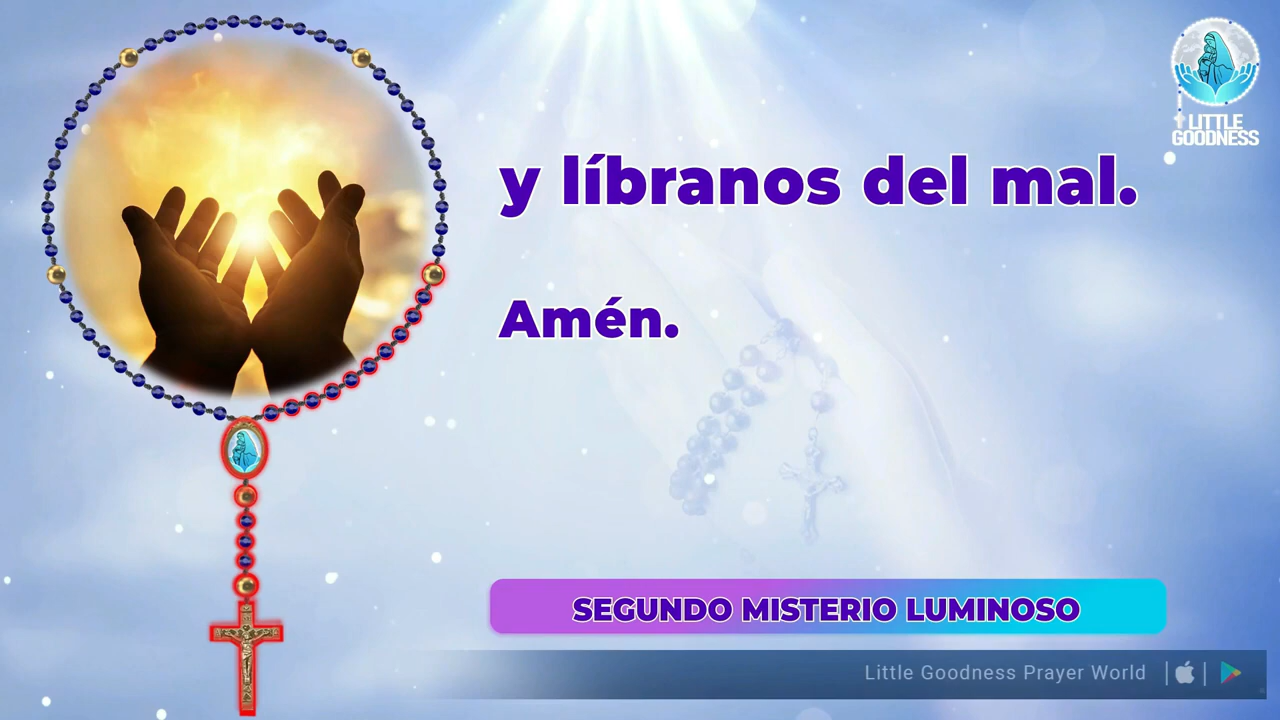 LITTLE
GOODNESS
y líbranos del mal.
Amén.
SEGUNDO MISTERIO LUMINOSO
Little Goodness Prayer World